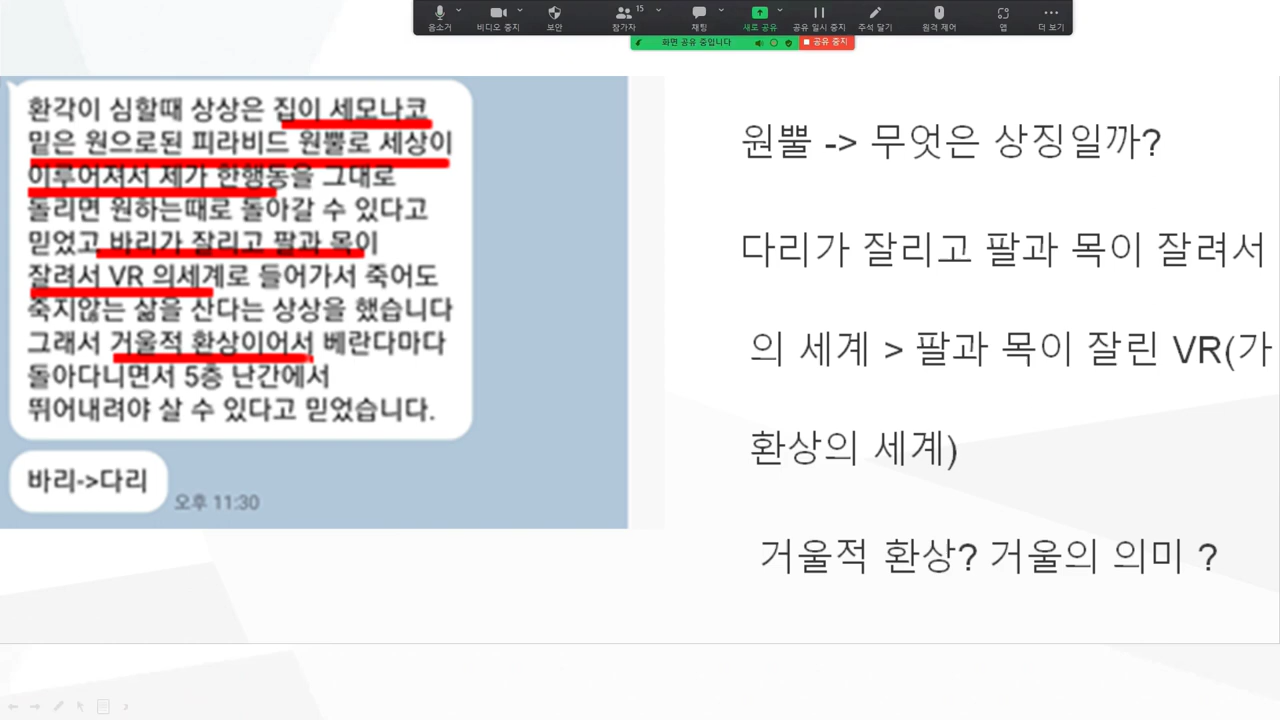 음소거
비디오 중지
보안
15
참가자
채팅
새로 공유
공유 일시 중지
주석 달기
원격 제어
앱
더 보기
화면 공유 중입니다
공유 중지
환각이 심할때 상상은 집이 세모나코
밑은 원으로된 피라비드 원뿔로 세상이
이루어져서 제가 한행동을 그대로
돌리면 원하는때로 돌아갈 수 있다고
믿었고 바리가 잘리고 팔과 목이
잘려서 VR 의세계로 들어가서 죽어도
죽지않는 삶을 산다는 상상을 했습니다
그래서 거울적 환상이어서 베란다마다
돌아다니면서 5층 난간에서
뛰어내려야 살 수 있다고 믿었습니다.
바리->다리
오후 11:30
원뿔 -> 무엇은 상징일까?
다리가 잘리고 팔과 목이 잘려서
의 세계 > 팔과 목이 잘린 VR(가
환상의 세계)
거울적 환상? 거울의 의미 ?